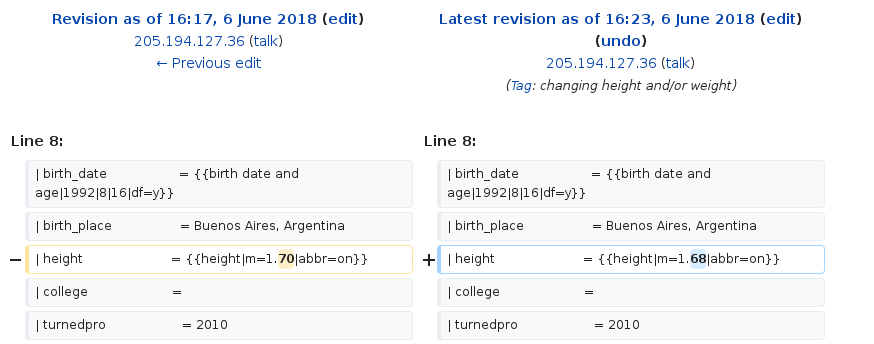 Revision as of 16:17, 6 June 2018 (edit)
205.194.127.36 (talk)
← Previous edit
Latest revision as of 16:23, 6 June 2018 (edit)
(undo)
205.194.127.36 (talk)
(Tag: changing height and/or weight)
Line 8:
| birth_date = {{birth date and
age|1992|8|16|df=y}}
| birth_place = Buenos Aires, Argentina
− | height = {{height|m=1.70|abbr=on}}
| college =
| turnedpro = 2010
Line 8:
| birth_date = {{birth date and
age|1992|8|16|df=y}}
| birth_place = Buenos Aires, Argentina
+ | height = {{height|m=1.68|abbr=on}}
| college =
| turnedpro = 2010